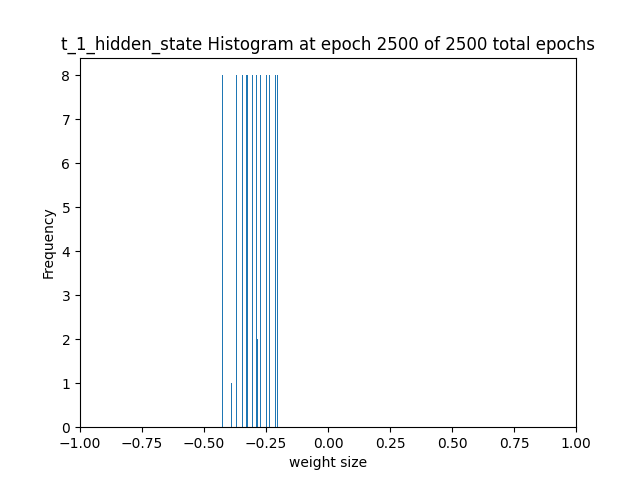 t_1_hidden_state Histogram at epoch 2500 of 2500 total epochs
8
7
6
5
4
3
2
1
0
Frequency
−1.00 −0.75 −0.50 −0.25 0.00 0.25 0.50 0.75 1.00
weight size